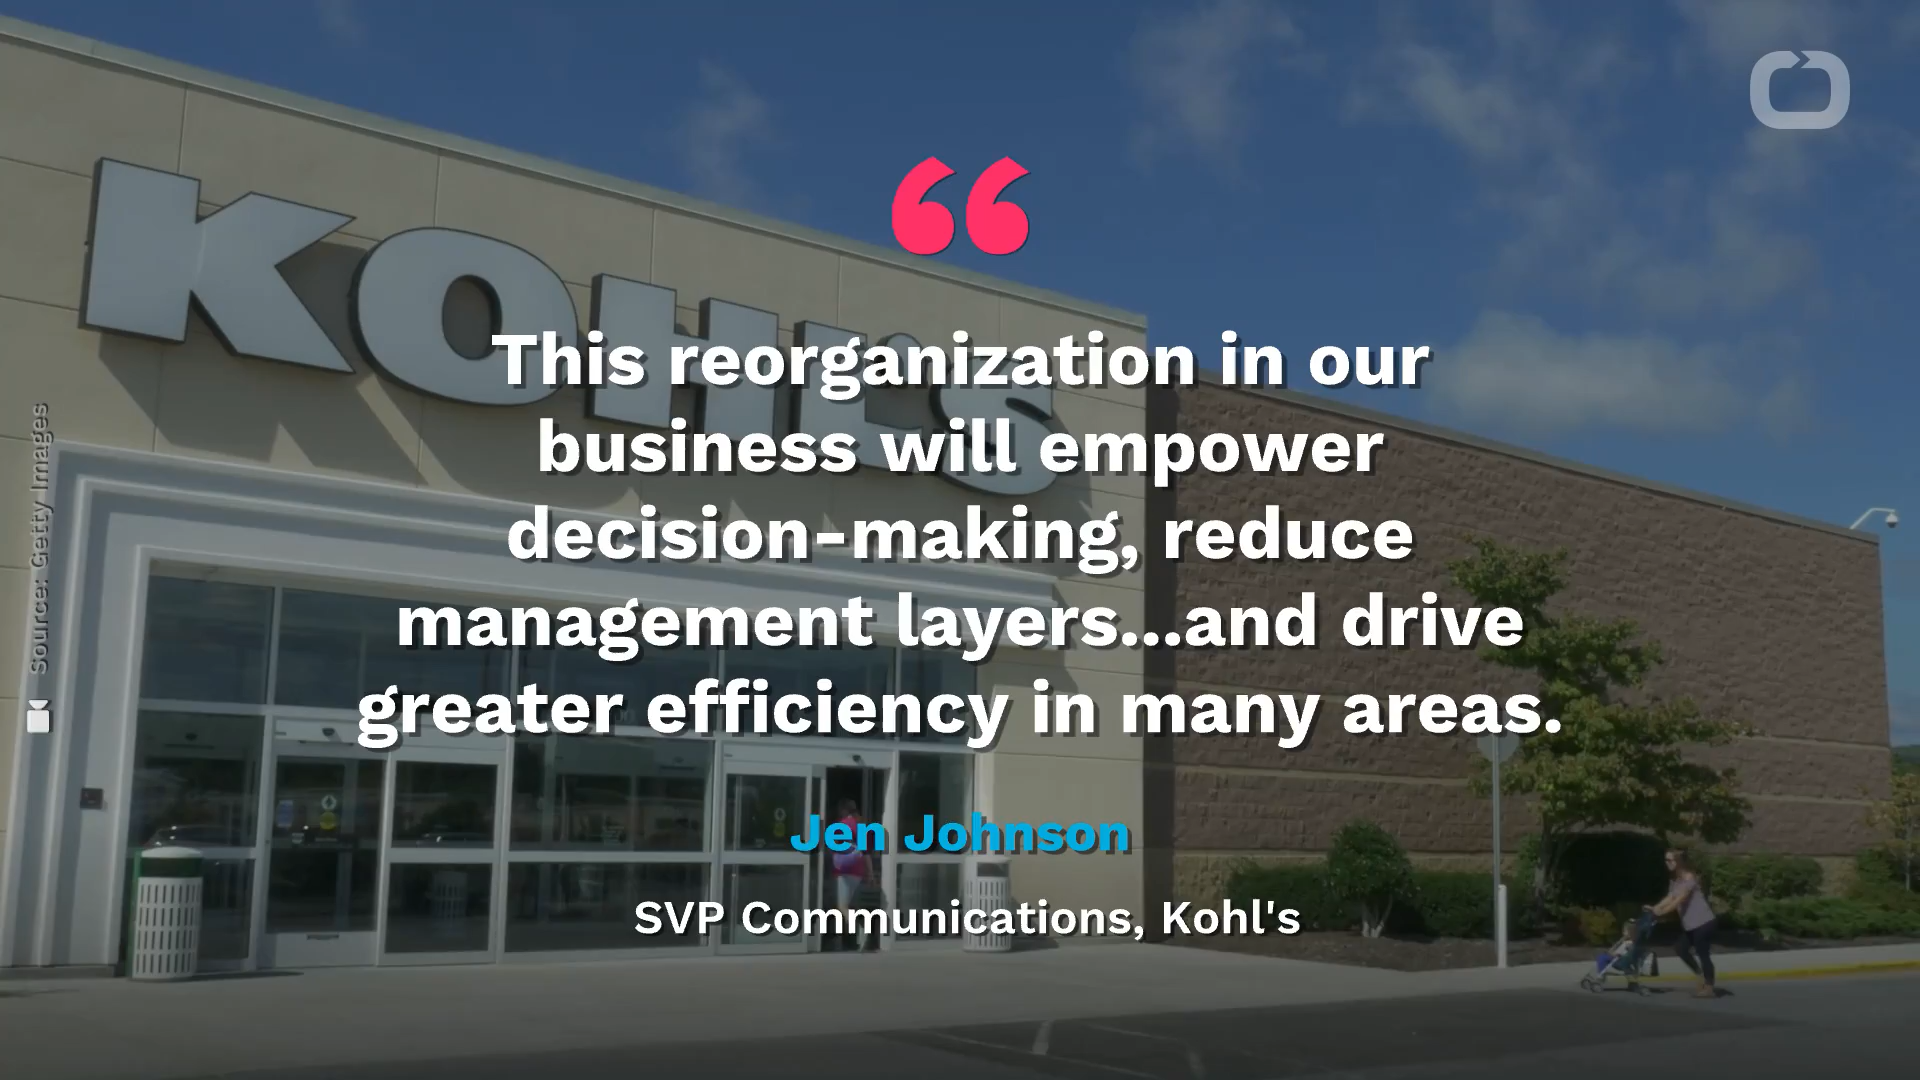 “
This reorganization in our
business will empower
decision-making, reduce
management layers...and drive
greater efficiency in many areas.
Jen Johnson
SVP Communications, Kohl's
KOHL'S
Source: Getty Images